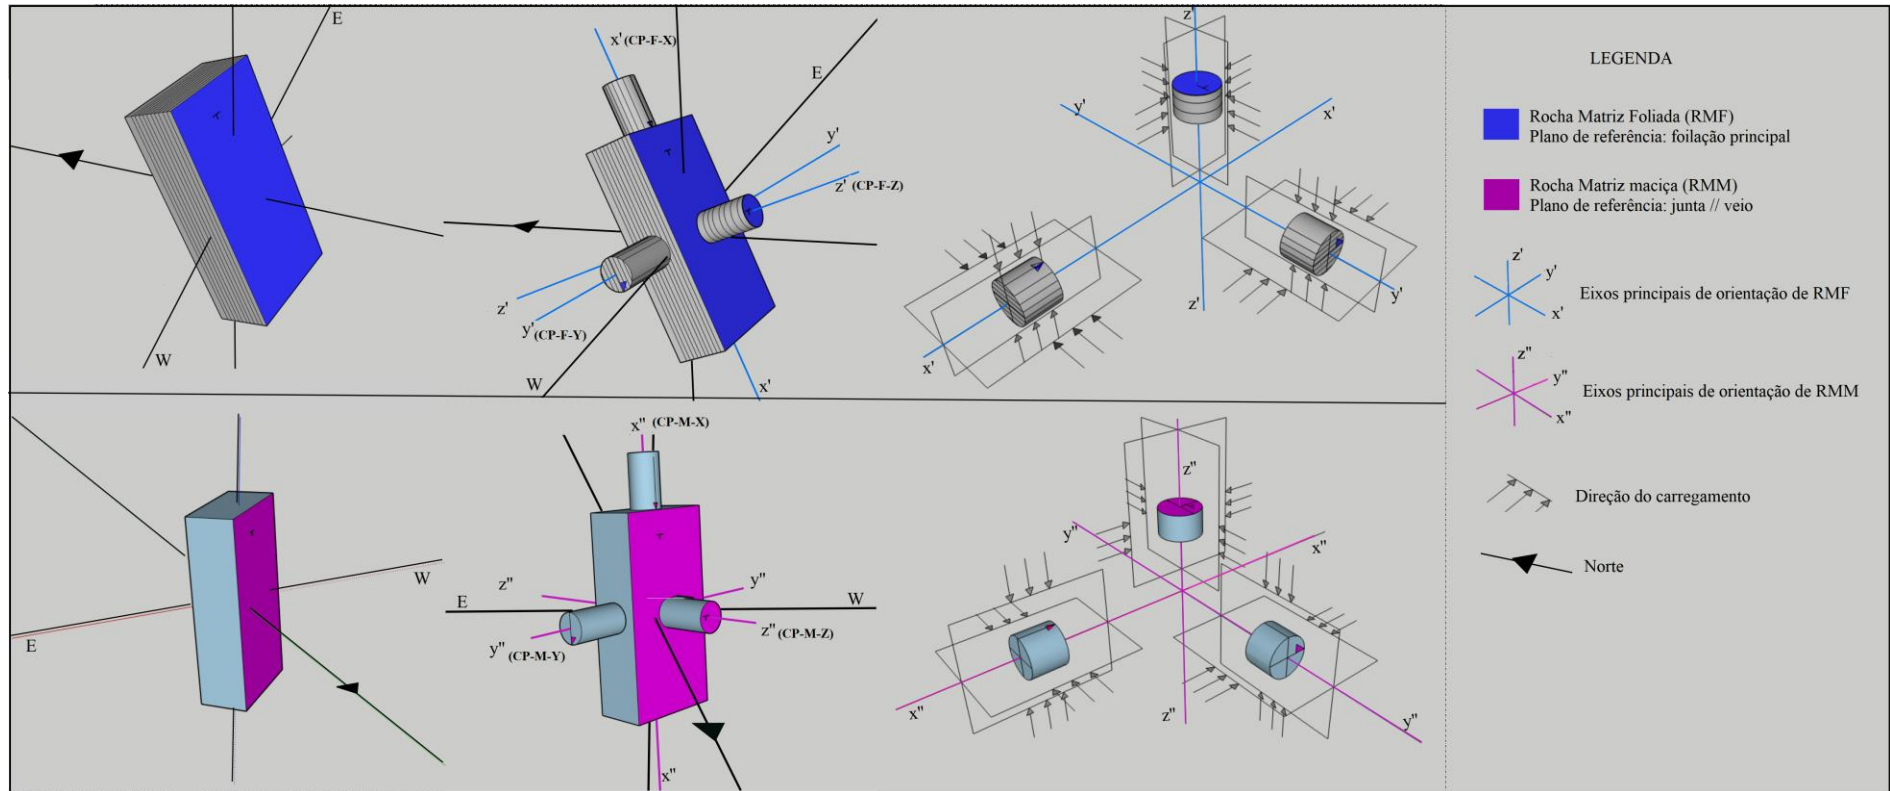 E
W
x' (CP-F-X)
E
y'
z' (CP-F-Z)
z'
y' (CP-F-Y)
W
x'
z'
y'
x'
z'
y'
x'
E
W
x'' (CP-M-X)
E
z''
y''
W
y'' (CP-M-Y)
z'' (CP-M-Z)
x''
z''
y''
x''
x''
z''
y''
LEGENDA
Rocha Matriz Foliada (RMF)
Plano de referência: foilação principal
Rocha Matriz maciça (RMM)
Plano de referência: junta // veio
z'
y'
x'
Eixos principais de orientação de RMF
z''
y''
x''
Eixos principais de orientação de RMM
Direção do carregamento
Norte